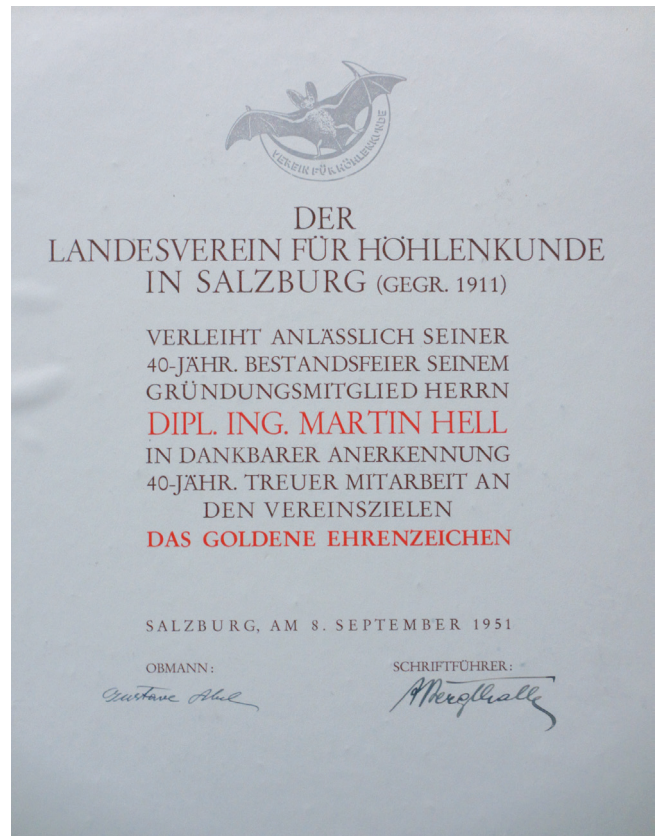 VEREIN FÜR HÖHLENKUNDE
DER
LANDESVEREIN FÜR HÖHLENKUNDE
IN SALZBURG (GEGR. 1911)
VERLEIHT ANLÄSSLICH SEINER
40-JÄHR. BESTANDSFEIER SEINEM
GRÜNDUNGSMITGLIED HERRN
DIPL. ING. MARTIN HELL
IN DANKBARER ANERKENNUNG
40-JÄHR. TREUER MITARBEIT AN
DEN VEREINSZIELEN
DAS GOLDENE EHRENZEICHEN
SALZBURG, AM 8. SEPTEMBER 1951
OBMANN: SCHRIFTFÜHRER:
Gustave Abel